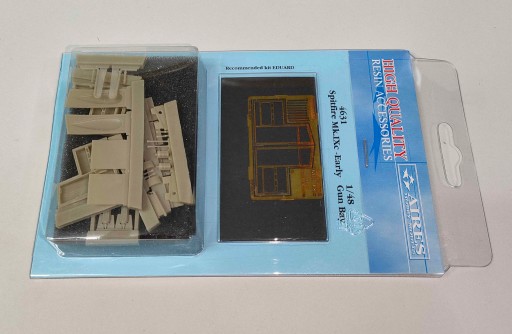 HIGH QUALITY
RESIN ACCESSORIES
AIRES
4631 1/48
Spitfire Mk.IXc -Early Gun Bay
Recommended kit EDUARD